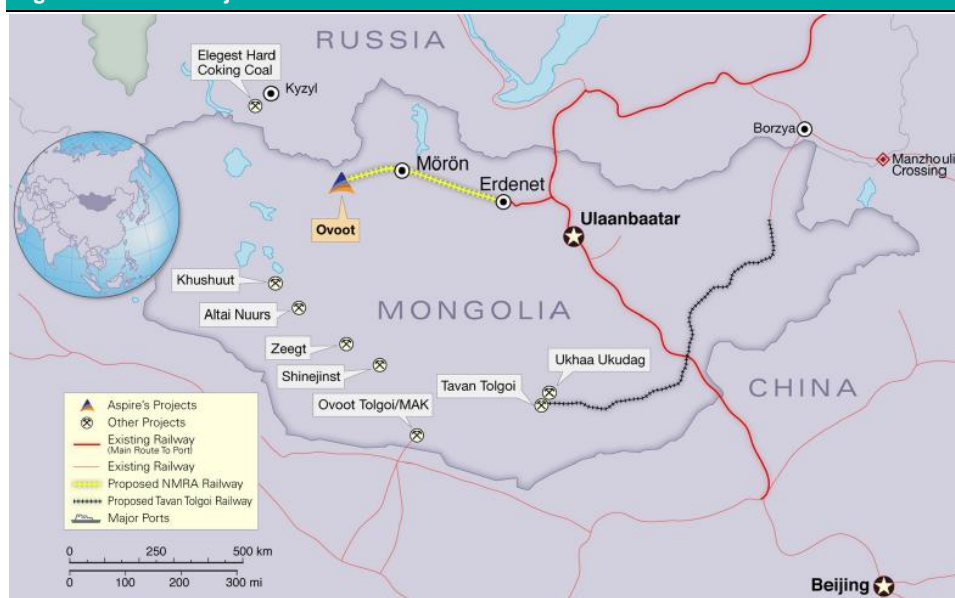 RUSSIA
Elegest Hard
Coking Coal
Kyzyl
Borzya
Manzhouli
Crossing
Mörön
Erdenet
Ovoot
Ulaanbaatar
Khushuut
MONGOLIA
Altai Nuurs
Zeegt
Shinejinst
Ukhaa Ukudag
Tavan Tolgoi
CHINA
Ovoot Tolgoi/MAK
Aspire's Projects
Other Projects
Existing Railway
(Main Route To Port)
Existing Railway
Proposed NMRA Railway
Proposed Tavan Tolgoi Railway
Major Ports
0 250 500 km
0 100 200 300 mi
Beijing